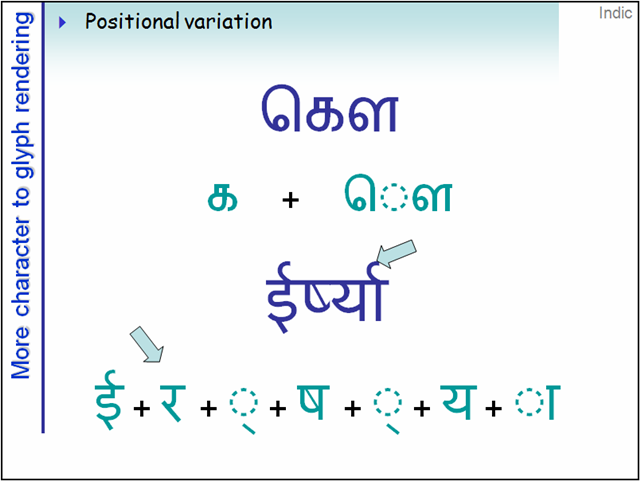 Indic
Positional variation
More character to glyph rendering
கௌ
க + ௌ
ईर्ष्या
ई + र + ् + ष + ् + य + ा